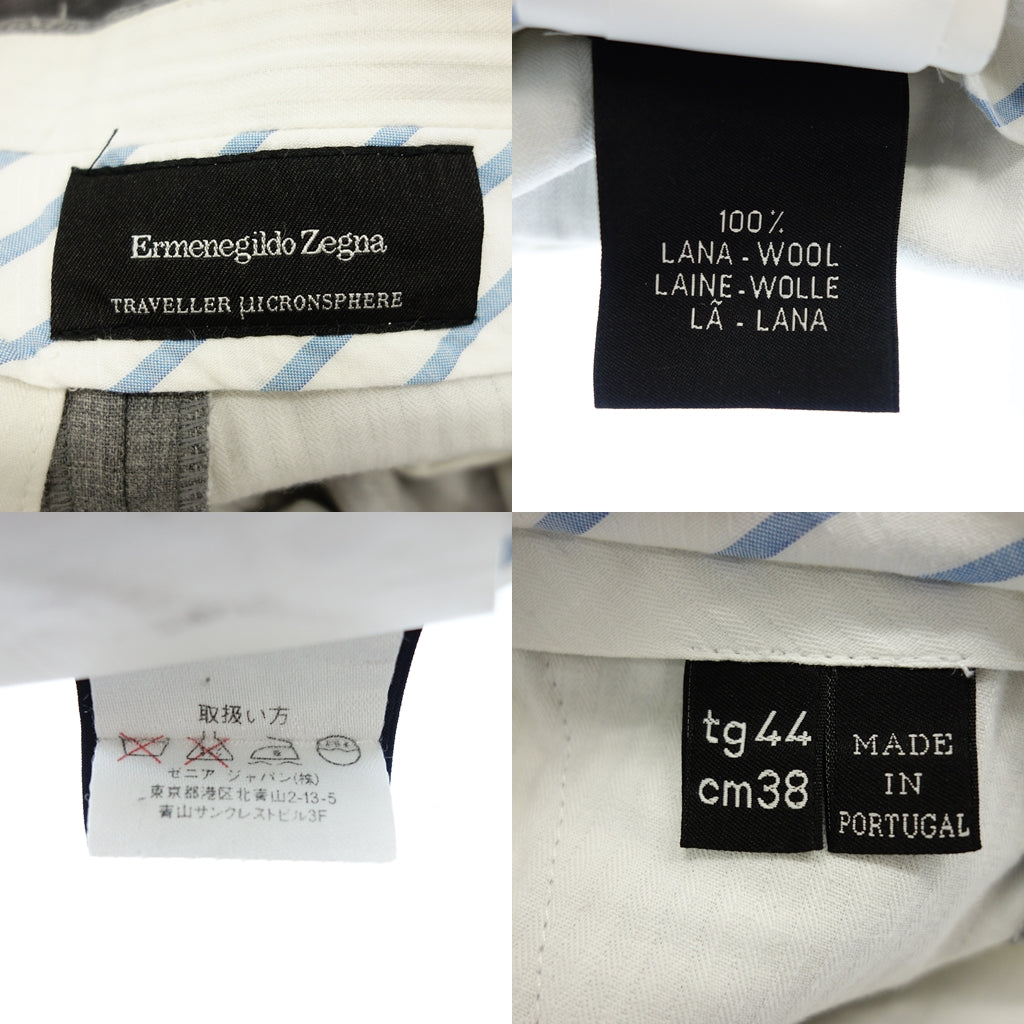 Ermenegildo Zegna
TRAVELLER μICRONSPHERE
100%
LANA - WOOL
LAINE - WOLLE
LÃ - LANA
取扱い方
ゼニア ジャパン(株)
東京都港区北青山2-13-5
青山サンクレストビル3F
tg 44
cm 38
MADE
IN
PORTUGAL